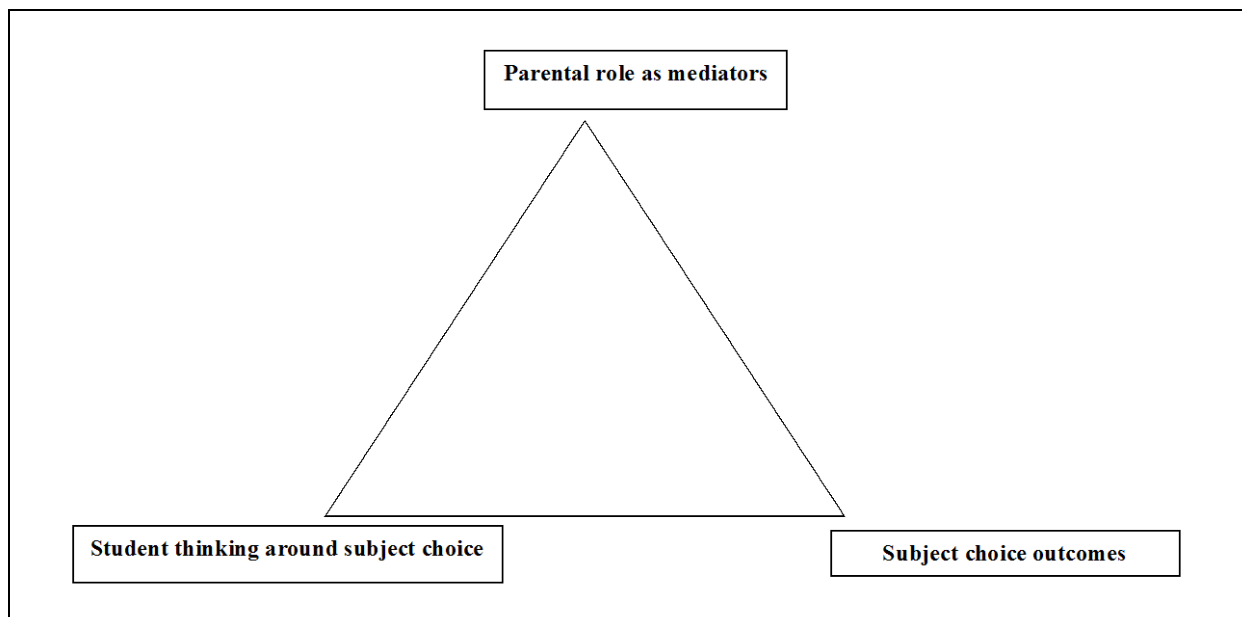 Parental role as mediators
Student thinking around subject choice
Subject choice outcomes